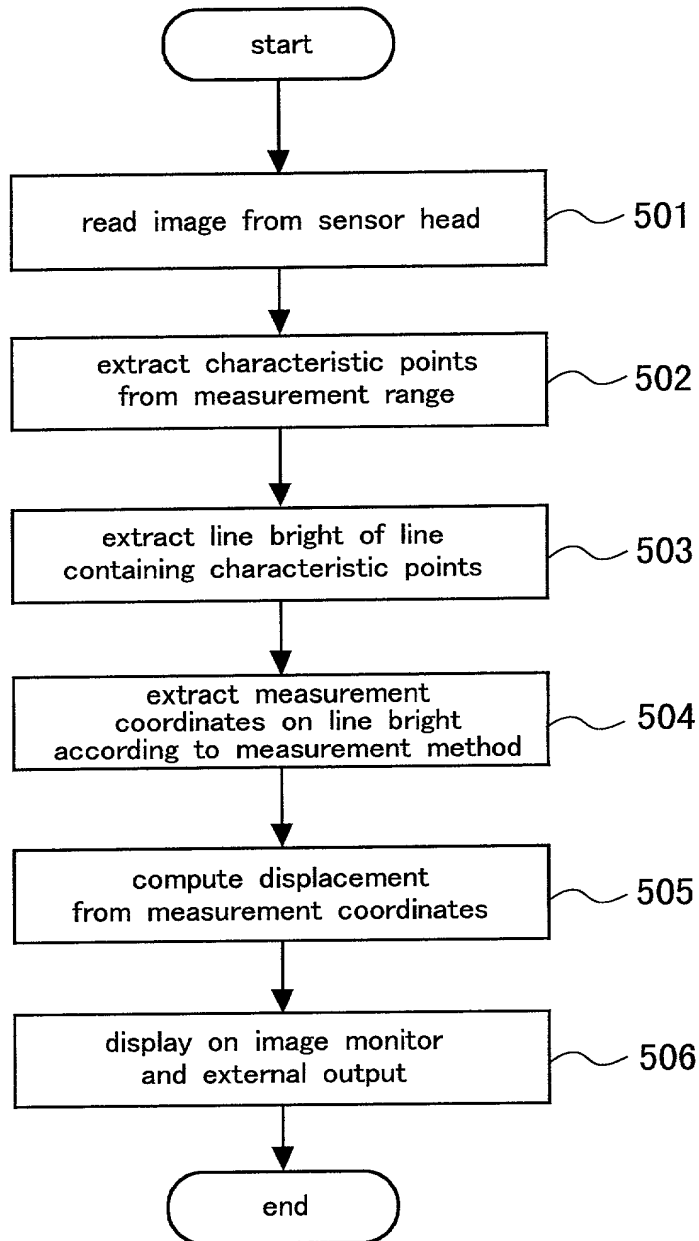 start
read image from sensor head
501
extract characteristic points
from measurement range
502
extract line bright of line
containing characteristic points
503
extract measurement
coordinates on line bright
according to measurement method
504
compute displacement
from measurement coordinates
505
display on image monitor
and external output
506
end